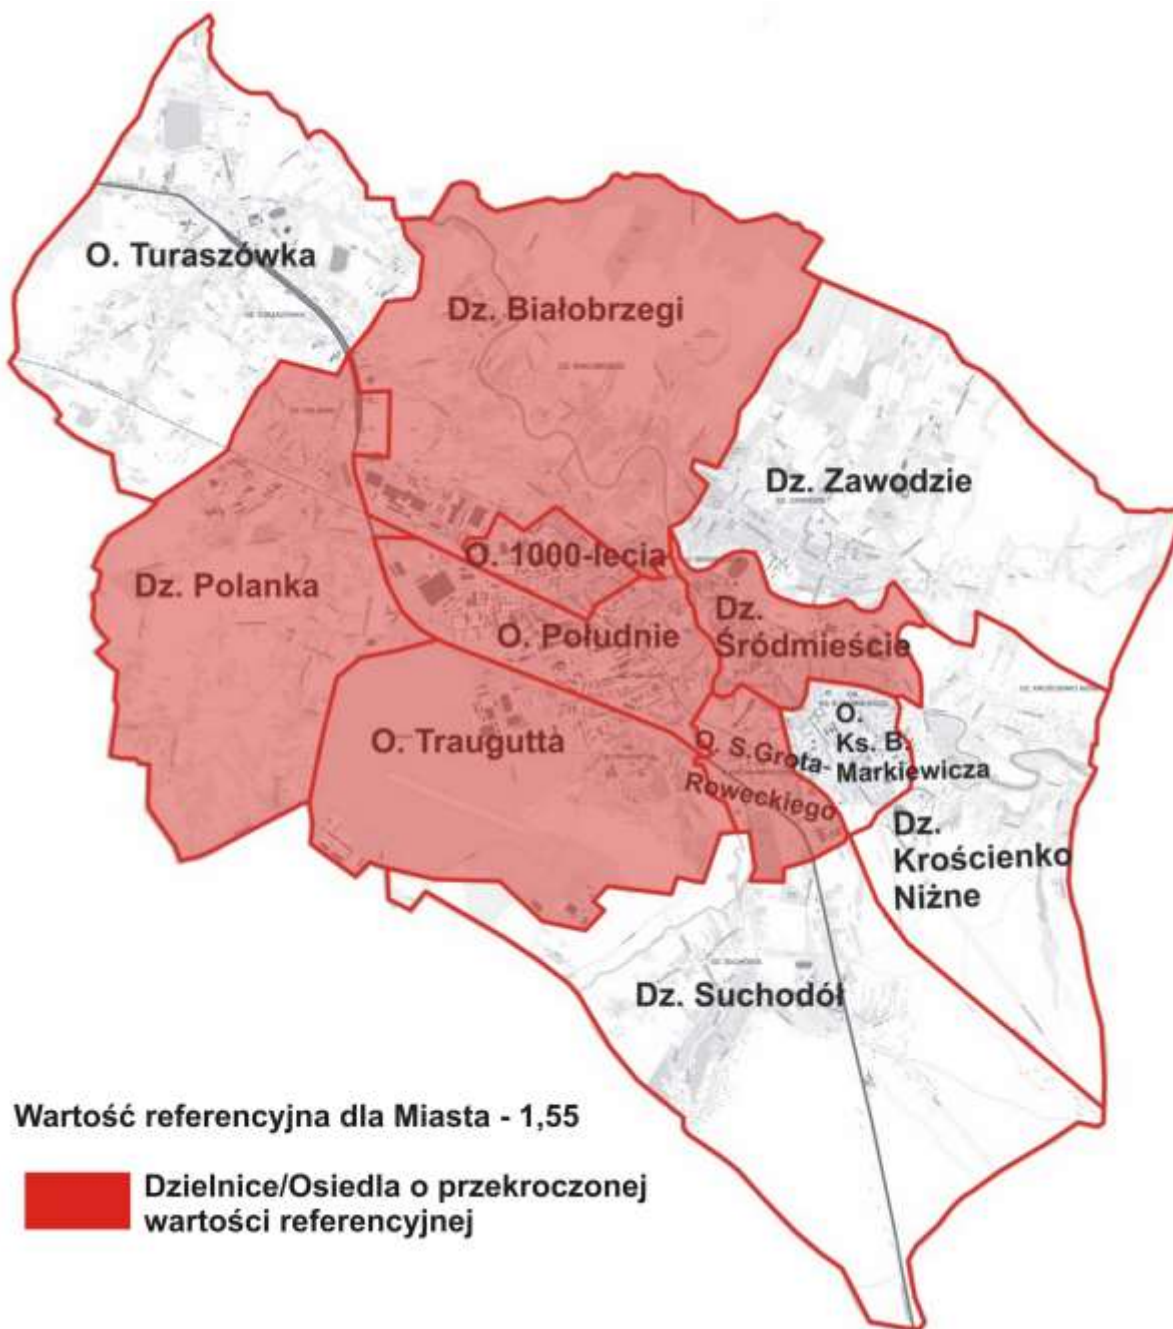 O. Turaszówka
Dz. Białobrzegi
Dz. Zawodzie
O. 1000-lecia
Dz. Polanka
Dz.
Śródmieście
O. Południe
O. Traugutta
O. S.Grota-
Roweckiego
O.
Ks. B.
Markiewicza
Dz.
Krościenko
Niżne
Dz. Suchodół
Wartość referencyjna dla Miasta - 1,55
Dzielnice/Osiedla o przekroczonej
wartości referencyjnej